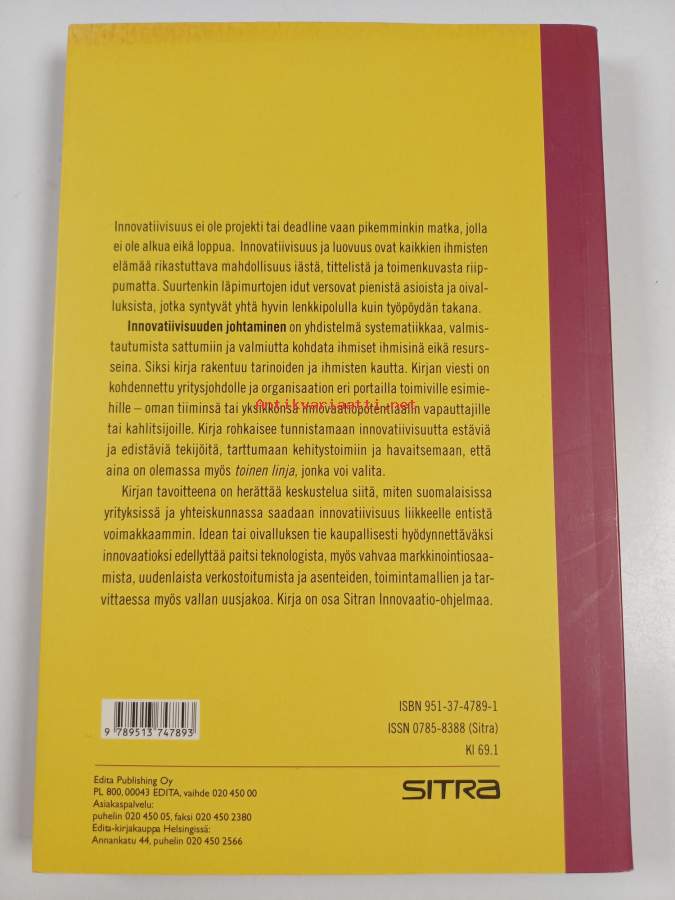 Innovatiivisuus ei ole projekti tai deadline vaan pikemminkin matka, jolla
ei ole alkua eikä loppua. Innovatiivisuus ja luovuus ovat kaikkien ihmisten
elämää rikastuttava mahdollisuus iästä, tittelistä ja toimenkuvasta riip-
pumatta. Suurtenkin läpimurtojen idut versovat pienistä asioista ja oival-
luksista, jotka syntyvät yhtä hyvin lenkkipolulla kuin työpöydän takana.
Innovatiivisuuden johtaminen on yhdistelmä systematiikkaa, valmis-
tautumista sattumiin ja valmiutta kohdata ihmiset ihmisinä eikä resurs-
seina. Siksi kirja rakentuu tarinoiden ja ihmisten kautta. Kirjan viesti on
kohdennettu yritysjohdolle ja organisaation eri portailla toimiville esimie-
hille – oman tiiminsä tai yksikkönsä innovaatiopotentiaalin vapauttajille
Antikvariaatti.net
tai kahlitsijoille. Kirja rohkaisee tunnistamaan innovatiivisuutta estäviä
ja edistäviä tekijöitä, tarttumaan kehitystoimiin ja havaitsemaan, että
aina on olemassa myös toinen linja, jonka voi valita.
Kirjan tavoitteena on herättää keskustelua siitä, miten suomalaisissa
yrityksissä ja yhteiskunnassa saadaan innovatiivisuus liikkeelle entistä
voimakkaammin. Idean tai oivalluksen tie kaupallisesti hyödynnettäväksi
innovaatioksi edellyttää paitsi teknologista, myös vahvaa markkinointiosaa-
mista, uudenlaista verkostoitumista ja asenteiden, toimintamallien ja tar-
vittaessa myös vallan uusjakoa. Kirja on osa Sitran Innovaatio-ohjelmaa.
ISBN 951-37-4789-1
ISSN 0785-8388 (Sitra)
Kl 69.1
9 789513 747893
Edita Publishing Oy
PL 800, 00043 EDITA, vaihde 020 450 00
Asiakaspalvelu:
puhelin 020 450 05, faksi 020 450 2380
Edita-kirjakauppa Helsingissä:
Annankatu 44, puhelin 020 450 2566
SITRA